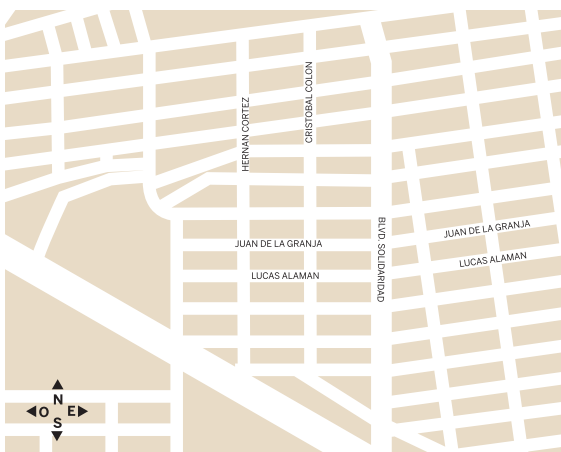 CRISTOBAL COLON
HERNAN CORTEZ
BLVD. SOLIDARIDAD
JUAN DE LA GRANJA
JUAN DE LA GRANJA
LUCAS ALAMAN
LUCAS ALAMAN
N
O E
S